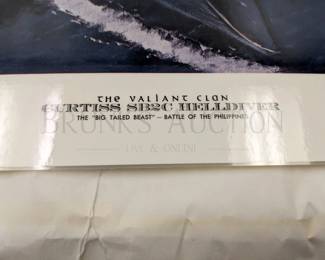 the VALIANT CLAN
CURTISS SB2C HELLDIVER
THE "BIG TAILED BEAST" – BATTLE OF THE PHILIPPINES
BRUNK'S AUCTION
LIVE & ONLINE